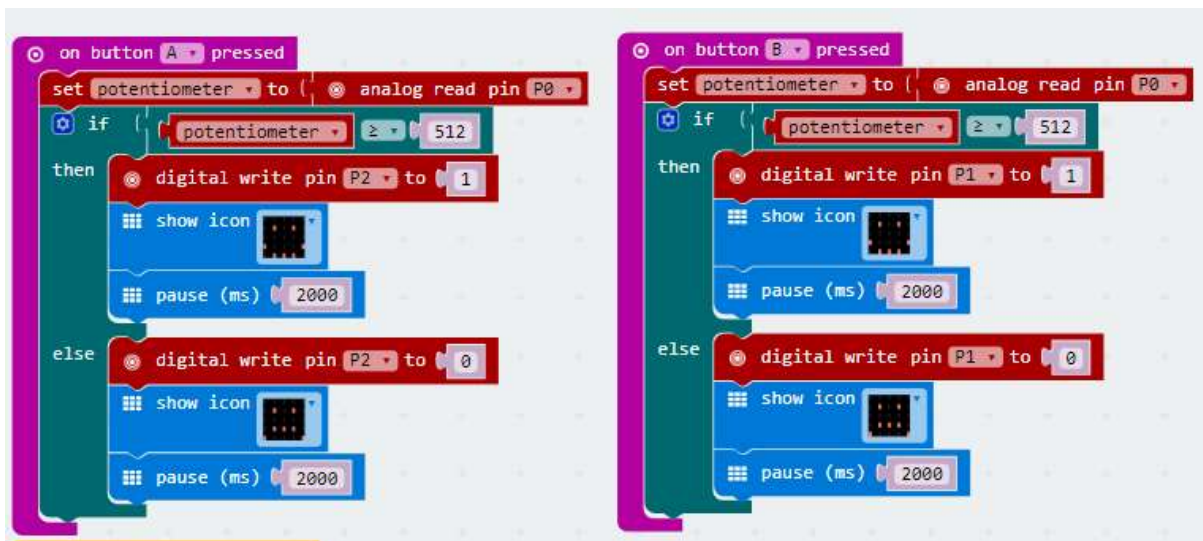 on button A pressed
set potentiometer to ( analog read pin P0
if ( potentiometer ≥ 512
then
digital write pin P2 to 1
show icon
pause (ms) 2000
else
digital write pin P2 to 0
show icon
pause (ms) 2000
on button B pressed
set potentiometer to ( analog read pin P0
if ( potentiometer ≥ 512
then
digital write pin P1 to 1
show icon
pause (ms) 2000
else
digital write pin P1 to 0
show icon
pause (ms) 2000